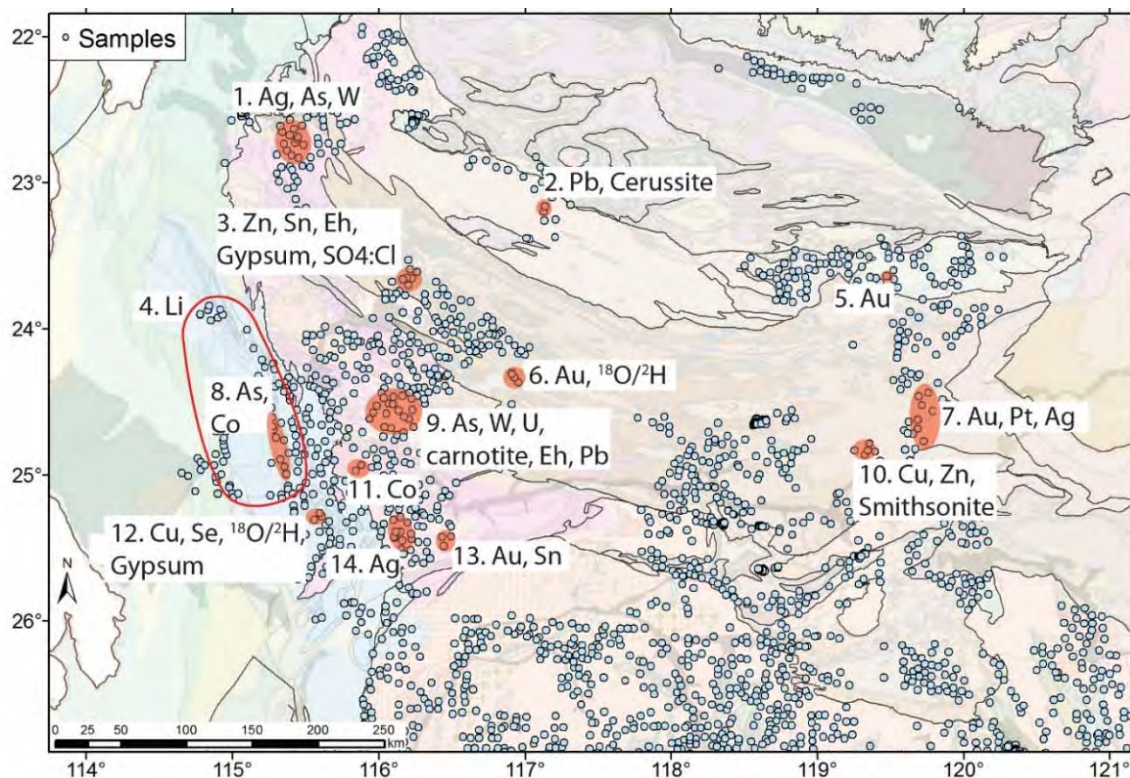 22°
Samples
1. Ag, As, W
23°
2. Pb, Cerussite
3. Zn, Sn, Eh,
Gypsum, SO4:Cl
4. Li
24°
5. Au
6. Au, ¹⁸O/²H
8. As,
Co
7. Au, Pt, Ag
9. As, W, U,
carnotite, Eh, Pb
25°
10. Cu, Zn,
Smithsonite
11. Co
12. Cu, Se, ¹⁸O/²H,
Gypsum
13. Au, Sn
14. Ag
N
26°
0 25 50 100 150 200 250
km
114° 115° 116° 117° 118° 119° 120° 121°